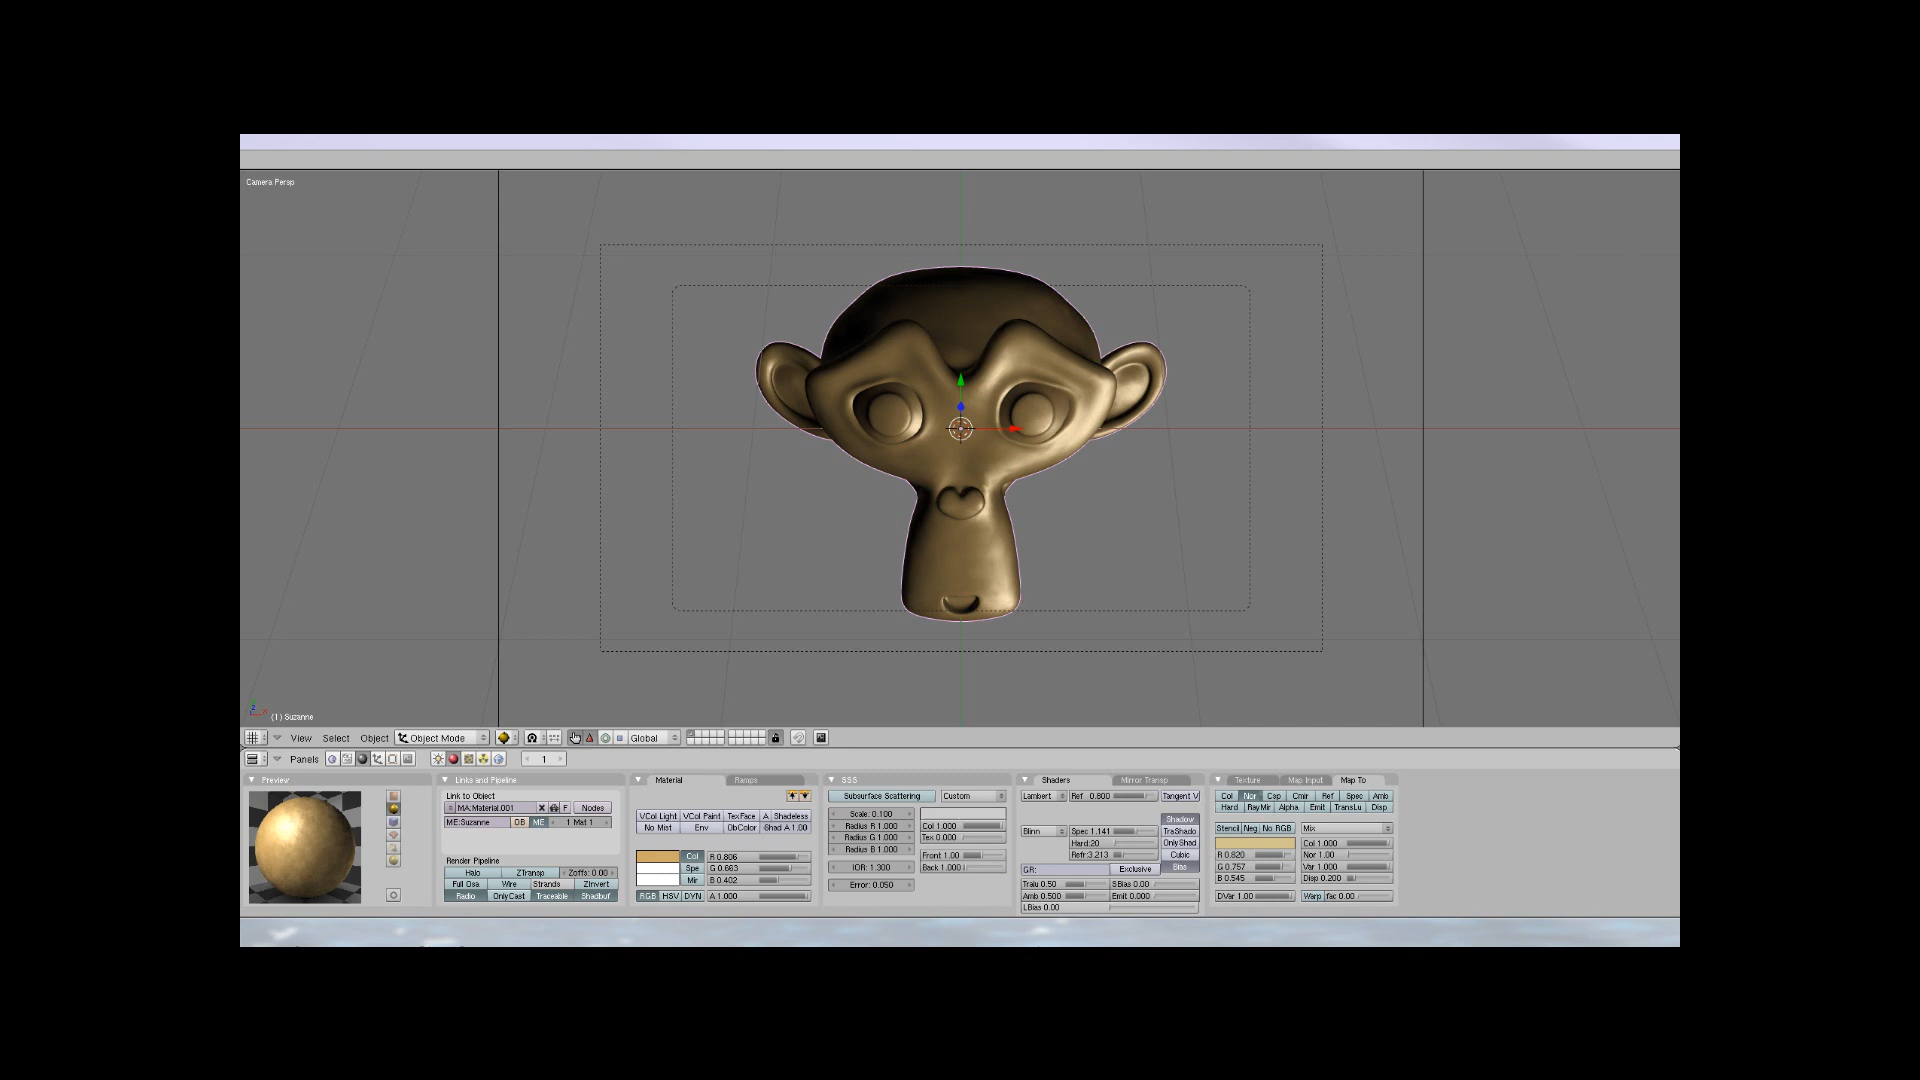 Camera Persp
(1) Suzanne
View Select Object Object Mode Global
Panels 1
Preview
Links and Pipeline
Link to Object
MA:Material.001 F Nodes
ME:Suzanne OB ME 1 Mat 1
Render Pipeline
Halo ZTransp Zoffs: 0.00
Full Osa Wire Strands ZInvert
Radio OnlyCast Traceable Shadbuf
Material Ramps
VCol Light VCol Paint TexFace A Shadeless
No Mist Env ObColor Shad A 1.00
Col R 0.806
Spe G 0.663
Mir B 0.402
RGB HSV DYN A 1.000
SSS
Subsurface Scattering Custom
Scale: 0.100
Radius R 1.000 Col 1.000
Radius G 1.000 Tex 0.000
Radius B 1.000 Front 1.00
IOR: 1.300 Back 1.000
Error: 0.050
Shaders Mirror Transp
Lambert Ref 0.800 Tangent V
Shadow
Blinn Spec 1.141 TraShado
Hard:20 OnlyShad
Refr:3.213 Cubic
GR: Exclusive Bias
Tralu 0.50 SBias 0.00
Amb 0.500 Emit 0.000
LBias 0.00
Texture Map Input Map To
Col Nor Csp Cmir Ref Spec Amb
Hard RayMir Alpha Emit TransLu Disp
Stencil Neg No RGB Mix
Col 1.000
R 0.820 Nor 1.00
G 0.757 Var 1.000
B 0.545 Disp 0.200
DVar 1.00 Warp fac 0.00